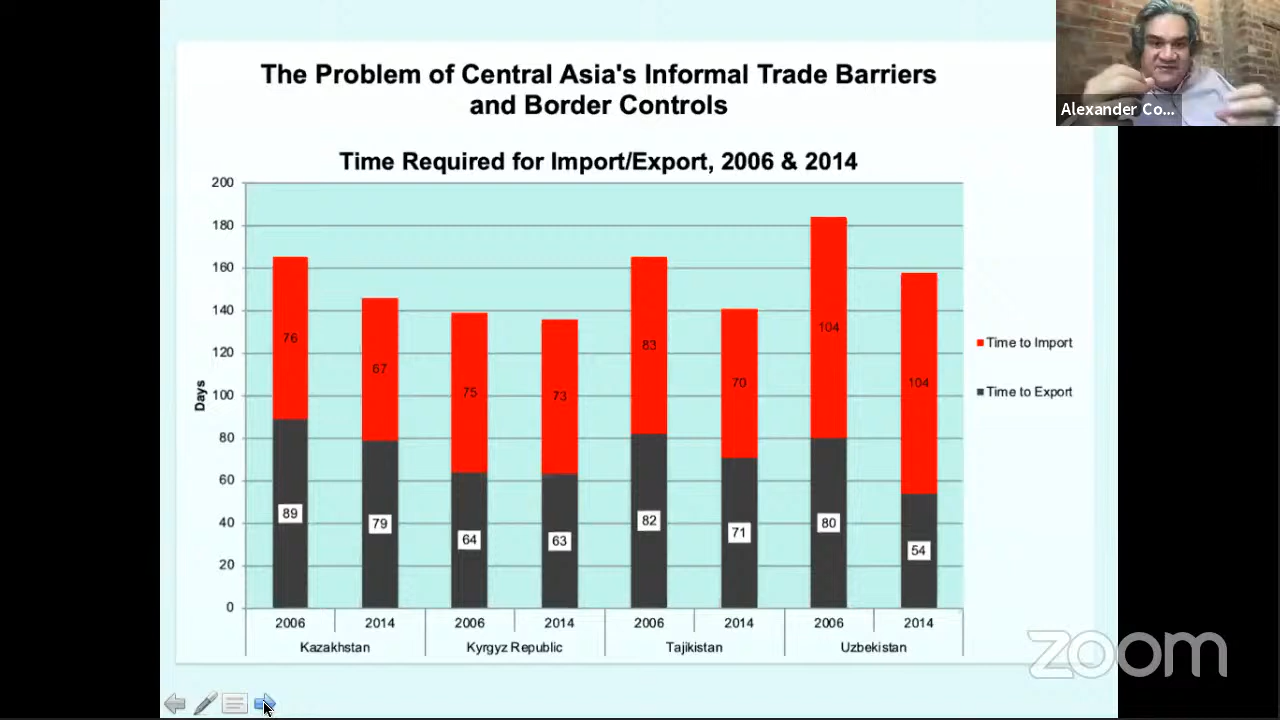 The Problem of Central Asia's Informal Trade Barriers
and Border Controls
Alexander Co...
Time Required for Import/Export, 2006 & 2014
200
180
160
140
120
100
80
60
40
20
0
Days
76
89
67
79
75
64
73
63
83
82
70
71
104
80
104
54
Time to Import
Time to Export
2006 2014 2006 2014 2006 2014 2006 2014
Kazakhstan Kyrgyz Republic Tajikistan Uzbekistan
zoom